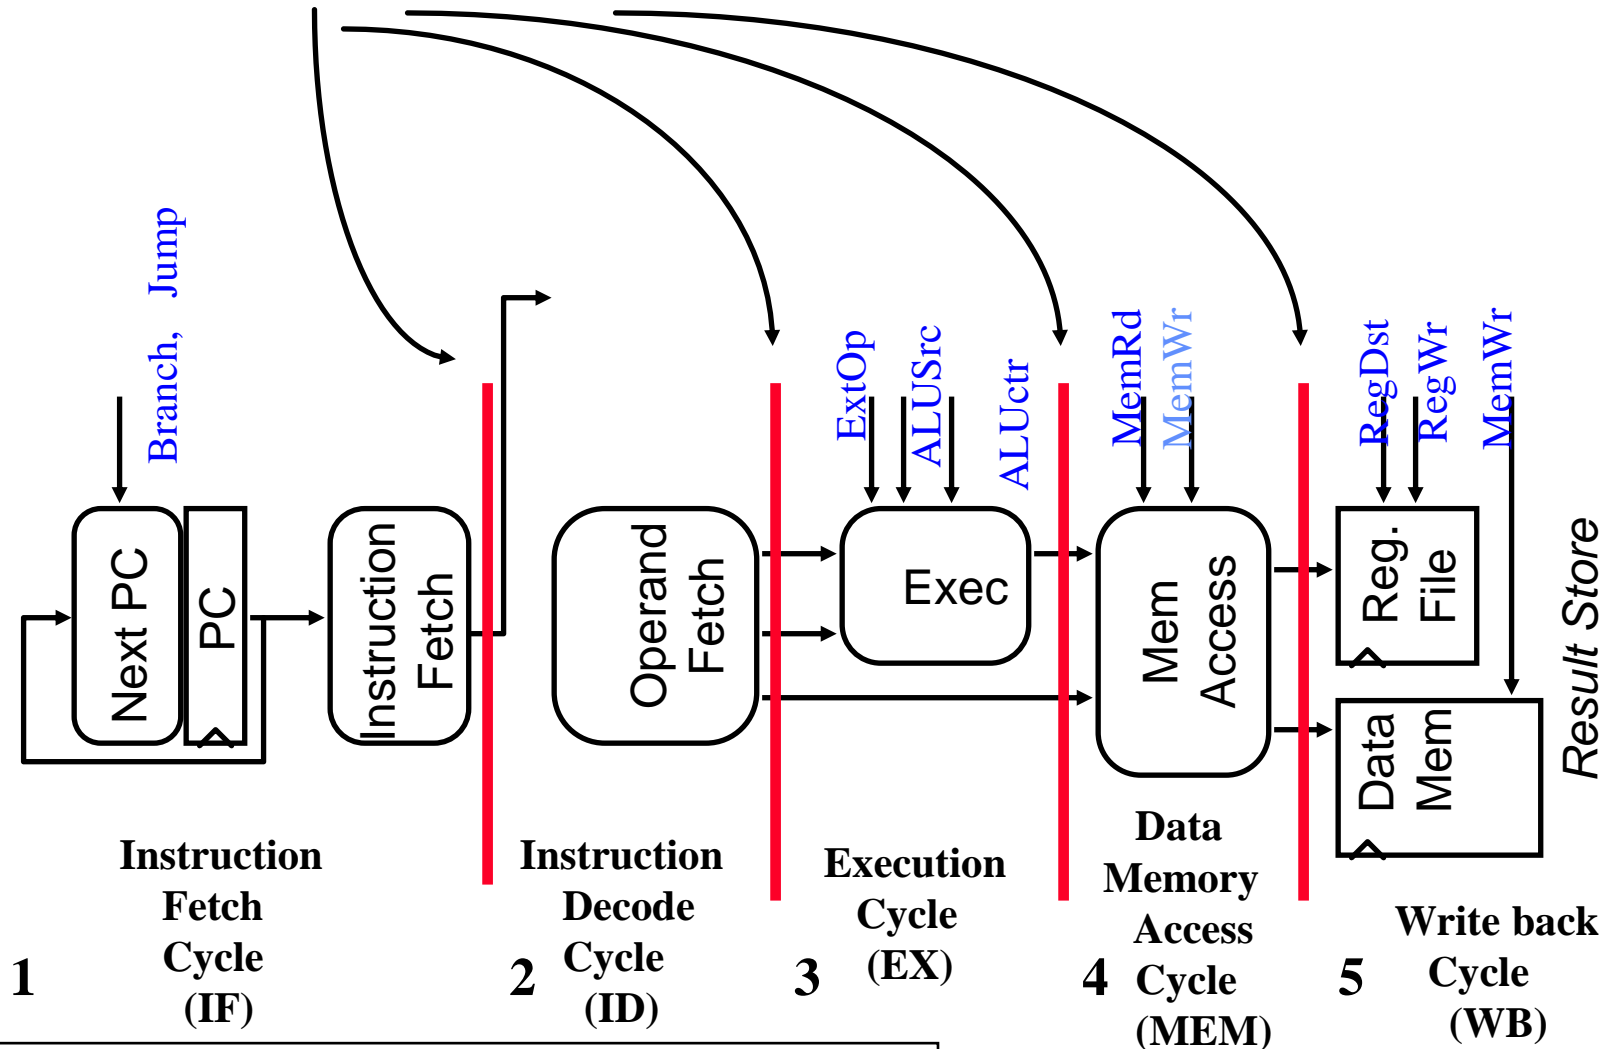 Branch, Jump
ExtOp
ALUSrc
ALUctr
MemRd
MemWr
RegDst
RegWr
MemWr
Next PC
PC
Instruction
Fetch
Operand
Fetch
Exec
Mem
Access
Reg.
File
Data
Mem
Result Store
1
Instruction
Fetch
Cycle
(IF)
2
Instruction
Decode
Cycle
(ID)
3
Execution
Cycle
(EX)
4
Data
Memory
Access
Cycle
(MEM)
5
Write back
Cycle
(WB)